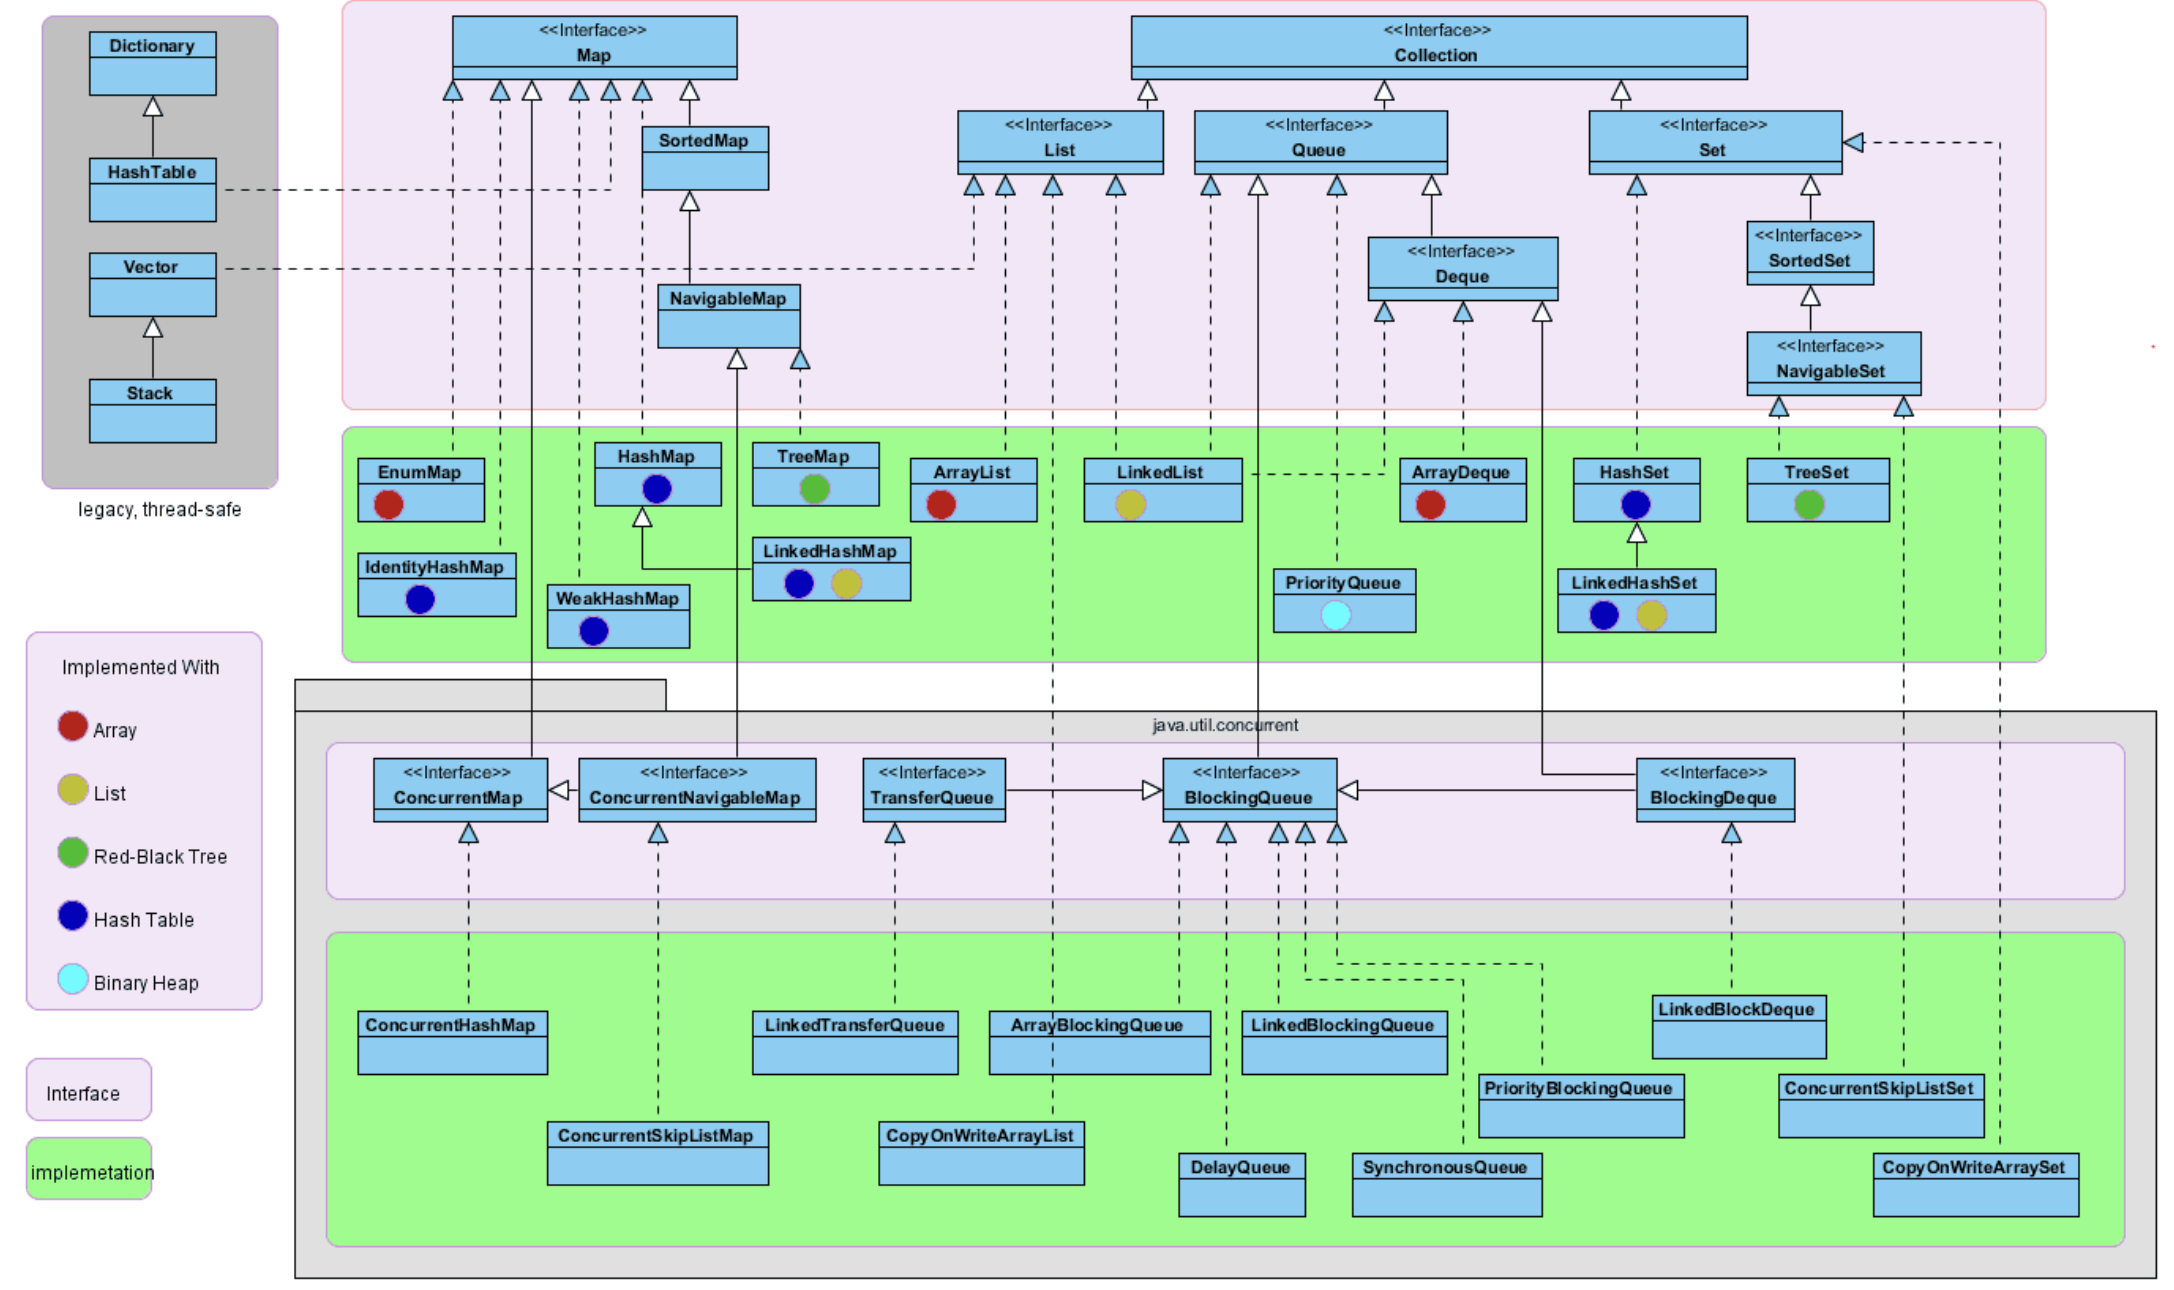 Dictionary
HashTable
Vector
Stack
legacy, thread-safe
<<Interface>>
Map
<<Interface>>
Collection
SortedMap
NavigableMap
<<Interface>>
List
<<Interface>>
Queue
<<Interface>>
Set
<<Interface>>
Deque
<<Interface>>
SortedSet
<<Interface>>
NavigableSet
EnumMap
HashMap
TreeMap
ArrayList
LinkedList
ArrayDeque
HashSet
TreeSet
IdentityHashMap
WeakHashMap
LinkedHashMap
PriorityQueue
LinkedHashSet
Implemented With
Array
List
Red-Black Tree
Hash Table
Binary Heap
Interface
implemetation
java.util.concurrent
<<Interface>>
ConcurrentMap
<<Interface>>
ConcurrentNavigableMap
<<Interface>>
TransferQueue
<<Interface>>
BlockingQueue
<<Interface>>
BlockingDeque
ConcurrentHashMap
LinkedTransferQueue
ArrayBlockingQueue
LinkedBlockingQueue
LinkedBlockDeque
PriorityBlockingQueue
ConcurrentSkipListSet
ConcurrentSkipListMap
CopyOnWriteArrayList
DelayQueue
SynchronousQueue
CopyOnWriteArraySet